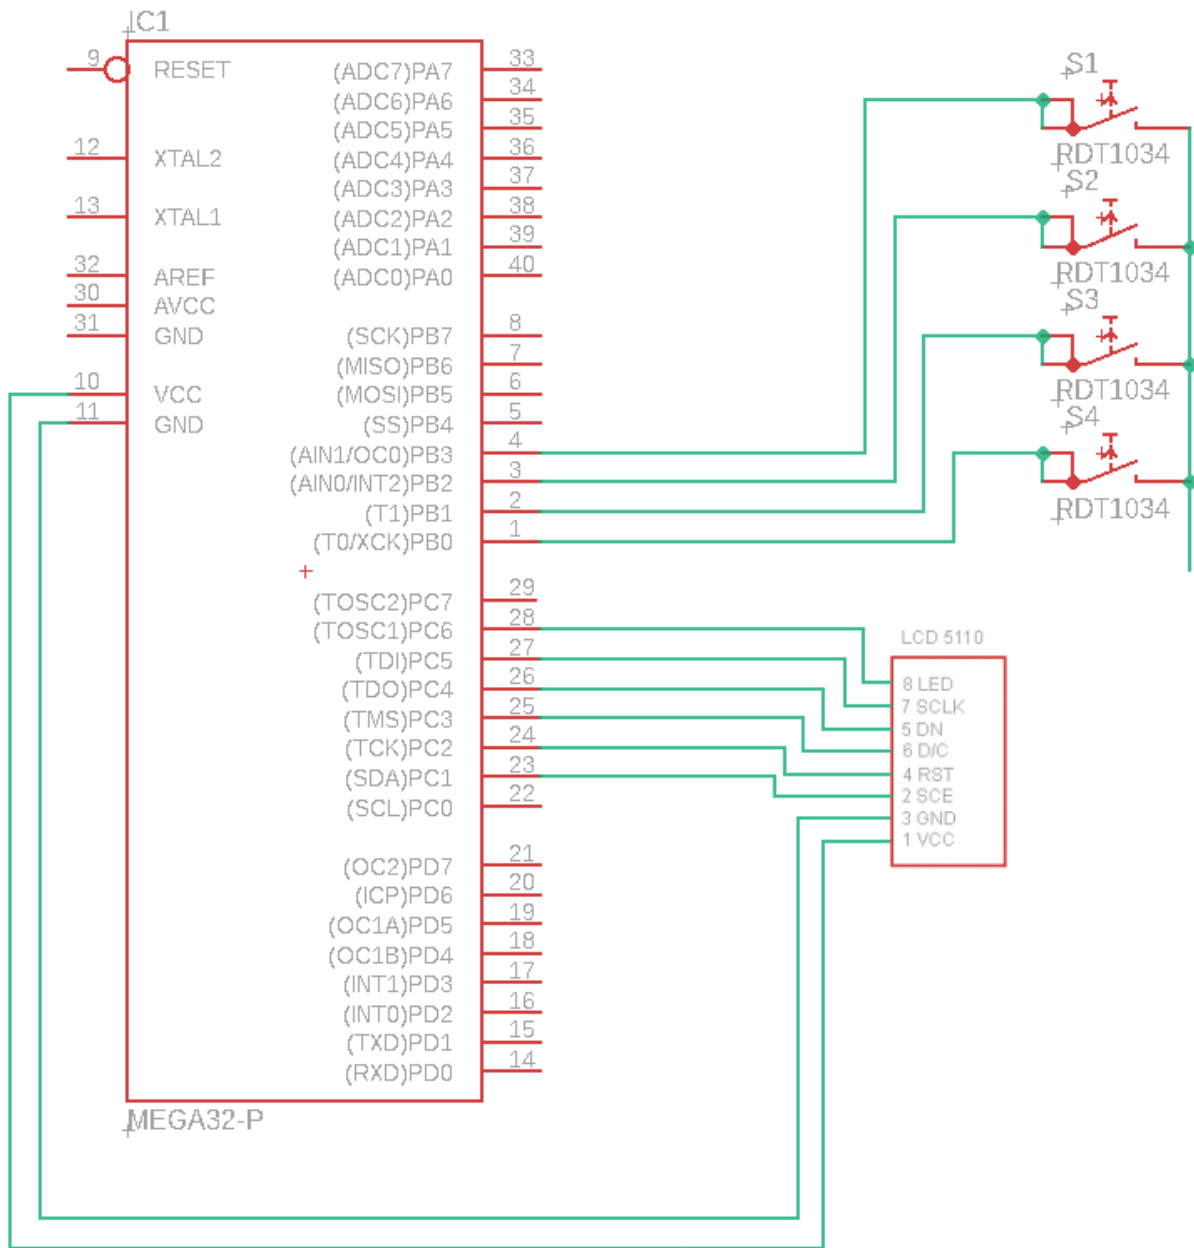 IC1
9 RESET
12 XTAL2
13 XTAL1
32 AREF
30 AVCC
31 GND
10 VCC
11 GND
(ADC7)PA7 33
(ADC6)PA6 34
(ADC5)PA5 35
(ADC4)PA4 36
(ADC3)PA3 37
(ADC2)PA2 38
(ADC1)PA1 39
(ADC0)PA0 40
(SCK)PB7 8
(MISO)PB6 7
(MOSI)PB5 6
(SS)PB4 5
(AIN1/OC0)PB3 4
(AIN0/INT2)PB2 3
(T1)PB1 2
(T0/XCK)PB0 1
(TOSC2)PC7 29
(TOSC1)PC6 28
(TDI)PC5 27
(TDO)PC4 26
(TMS)PC3 25
(TCK)PC2 24
(SDA)PC1 23
(SCL)PC0 22
(OC2)PD7 21
(ICP)PD6 20
(OC1A)PD5 19
(OC1B)PD4 18
(INT1)PD3 17
(INT0)PD2 16
(TXD)PD1 15
(RXD)PD0 14
MEGA32-P
S1
RDT1034
S2
RDT1034
S3
RDT1034
S4
RDT1034
LCD 5110
8 LED
7 SCLK
5 DN
6 D/C
4 RST
2 SCE
3 GND
1 VCC